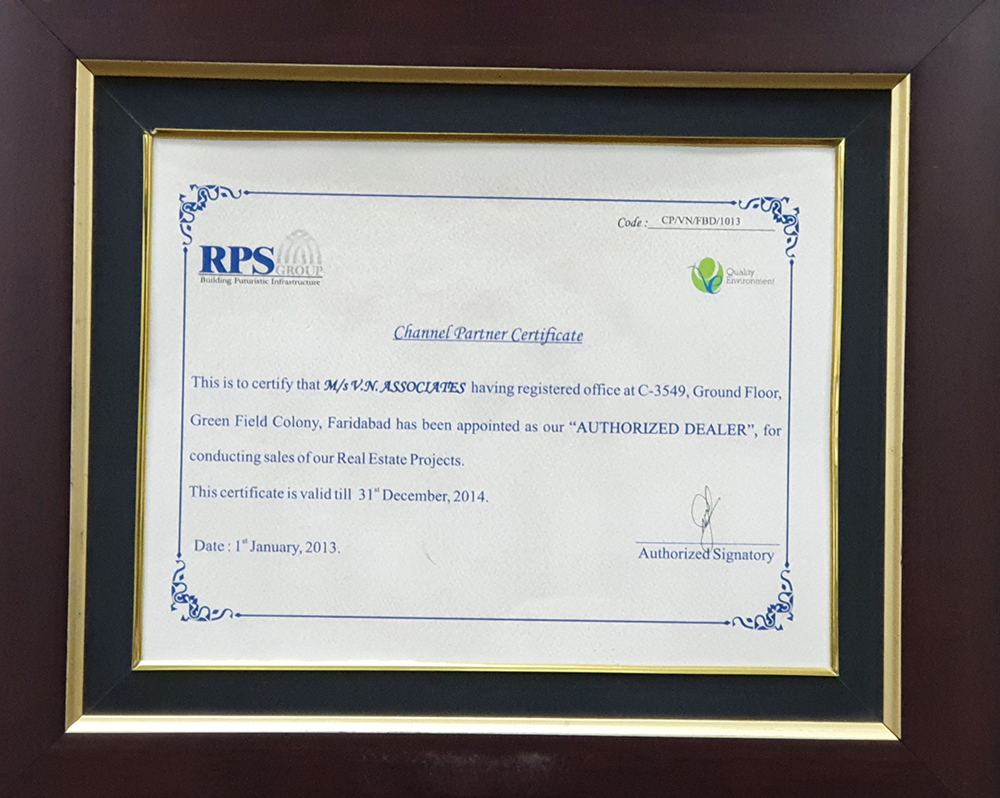 Code : CP/VN/FBD/1013
RPS GROUP
Building Futuristic Infrastructure
Quality
Environment
Channel Partner Certificate
This is to certify that M/s V.N. ASSOCIATES having registered office at C-3549, Ground Floor,
Green Field Colony, Faridabad has been appointed as our “AUTHORIZED DEALER”, for
conducting sales of our Real Estate Projects.
This certificate is valid till 31st December, 2014.
Date : 1st January, 2013.
Authorized Signatory